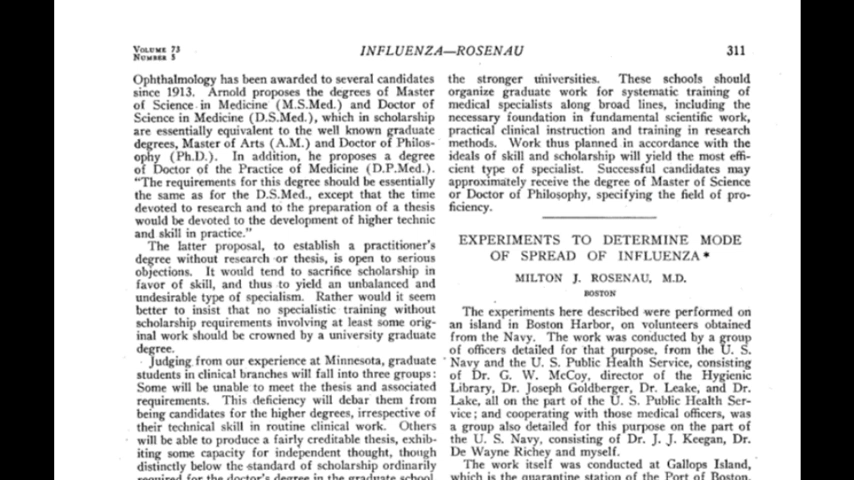 VOLUME 73
NUMBER 5
INFLUENZA—ROSENAU
311
Ophthalmology has been awarded to several candidates
since 1913. Arnold proposes the degrees of Master
of Science in Medicine (M.S.Med.) and Doctor of
Science in Medicine (D.S.Med.), which in scholarship
are essentially equivalent to the well known graduate
degrees, Master of Arts (A.M.) and Doctor of Philos-
ophy (Ph.D.). In addition, he proposes a degree
of Doctor of the Practice of Medicine (D.P.Med.).
"The requirements for this degree should be essentially
the same as for the D.S.Med., except that the time
devoted to research and to the preparation of a thesis
would be devoted to the development of higher technic
and skill in practice."
The latter proposal, to establish a practitioner's
degree without research or thesis, is open to serious
objections. It would tend to sacrifice scholarship in
favor of skill, and thus to yield an unbalanced and
undesirable type of specialism. Rather would it seem
better to insist that no specialistic training without
scholarship requirements involving at least some orig-
inal work should be crowned by a university graduate
degree.
Judging from our experience at Minnesota, graduate
students in clinical branches will fall into three groups:
Some will be unable to meet the thesis and associated
requirements. This deficiency will debar them from
being candidates for the higher degrees, irrespective of
their technical skill in routine clinical work. Others
will be able to produce a fairly creditable thesis, exhib-
iting some capacity for independent thought, though
distinctly below the standard of scholarship ordinarily
required for the doctor's degree in the graduate school
the stronger universities. These schools should
organize graduate work for systematic training of
medical specialists along broad lines, including the
necessary foundation in fundamental scientific work,
practical clinical instruction and training in research
methods. Work thus planned in accordance with the
ideals of skill and scholarship will yield the most effi-
cient type of specialist. Successful candidates may
approximately receive the degree of Master of Science
or Doctor of Philosophy, specifying the field of pro-
ficiency.
EXPERIMENTS TO DETERMINE MODE
OF SPREAD OF INFLUENZA*
MILTON J. ROSENAU, M.D.
BOSTON
The experiments here described were performed on
an island in Boston Harbor, on volunteers obtained
from the Navy. The work was conducted by a group
of officers detailed for that purpose, from the U. S.
Navy and the U. S. Public Health Service, consisting
of Dr. G. W. McCoy, director of the Hygienic
Library, Dr. Joseph Goldberger, Dr. Leake, and Dr.
Lake, all on the part of the U. S. Public Health Ser-
vice; and cooperating with those medical officers, was
a group also detailed for this purpose on the part of
the U. S. Navy, consisting of Dr. J. J. Keegan, Dr.
De Wayne Richey and myself.
The work itself was conducted at Gallops Island,
which is the quarantine station of the Port of Boston,